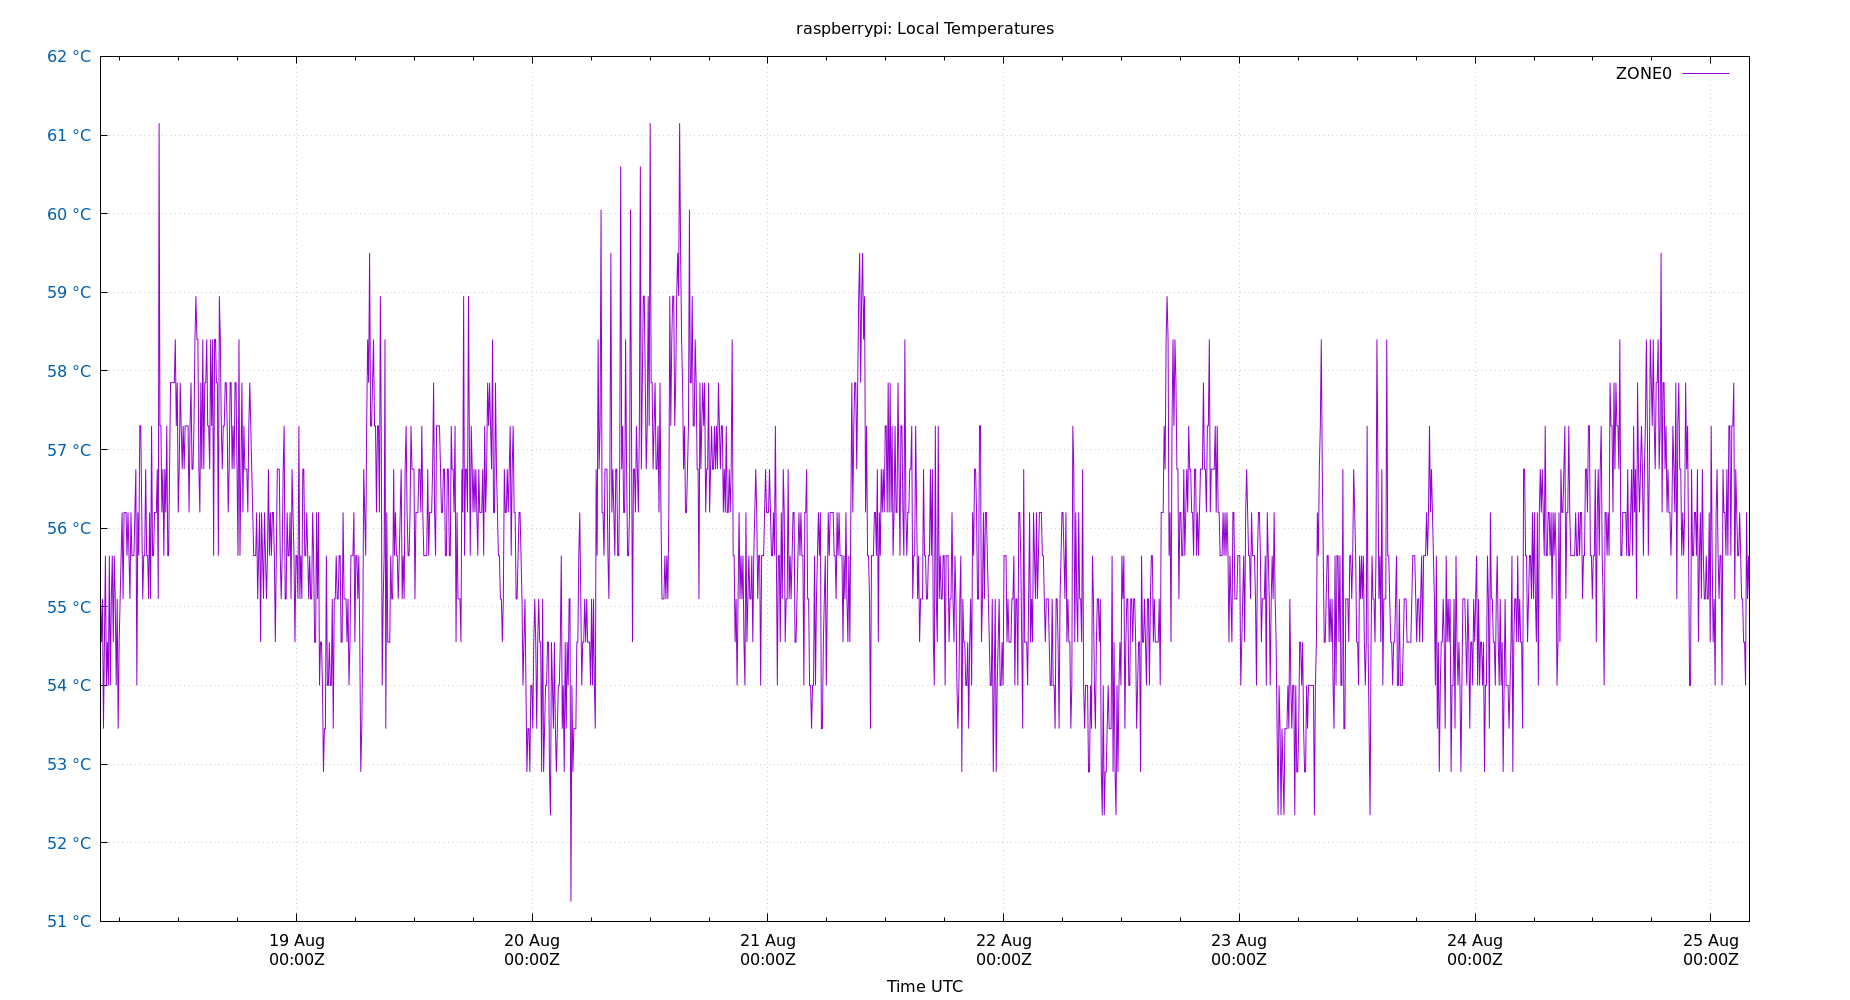 raspberrypi: Local Temperatures
62 °C
ZONE0
61 °C
60 °C
59 °C
58 °C
57 °C
56 °C
55 °C
54 °C
53 °C
52 °C
51 °C
19 Aug 20 Aug 21 Aug 22 Aug 23 Aug 24 Aug 25 Aug
00:00Z 00:00Z 00:00Z 00:00Z 00:00Z 00:00Z 00:00Z
Time UTC